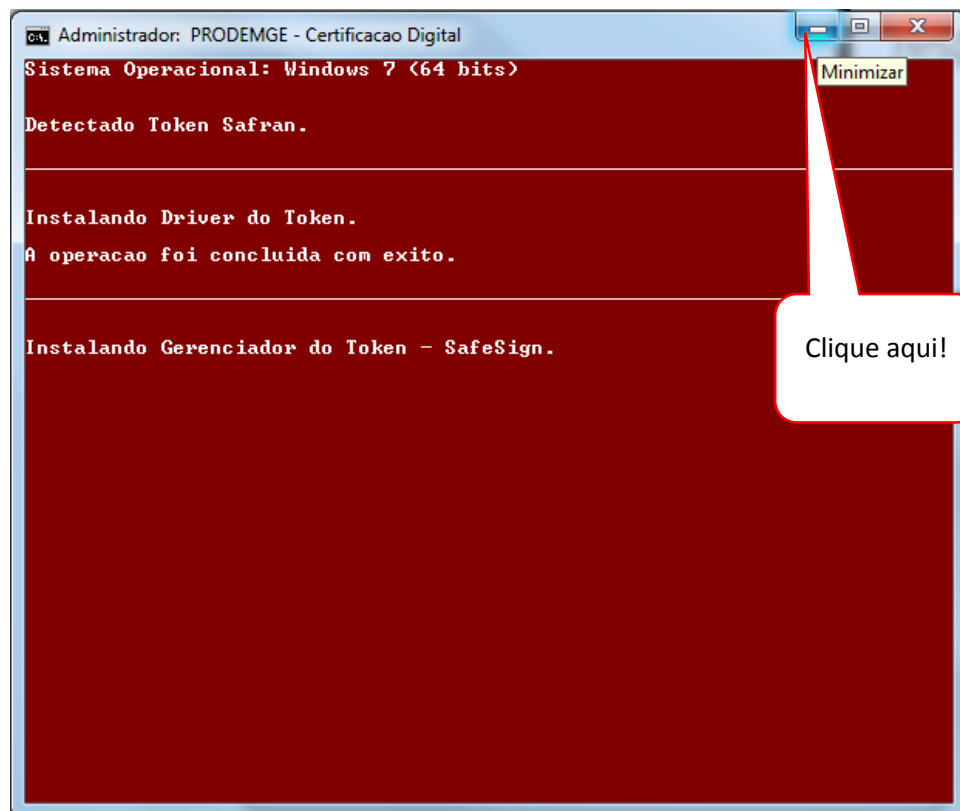 Administrador: PRODEMGE - Certificacao Digital
Minimizar
Sistema Operacional: Windows 7 (64 bits)
Detectado Token Safran.
Instalando Driver do Token.
A operacao foi concluida com exito.
Instalando Gerenciador do Token - SafeSign.
Clique aqui!